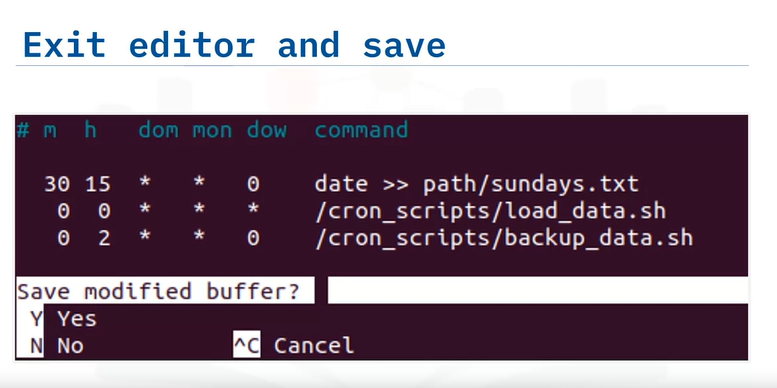 Exit editor and save
# m h dom mon dow command
30 15 * * 0 date >> path/sundays.txt
0 0 * * * /cron_scripts/load_data.sh
0 2 * * 0 /cron_scripts/backup_data.sh
Save modified buffer?
Y Yes
N No ^C Cancel